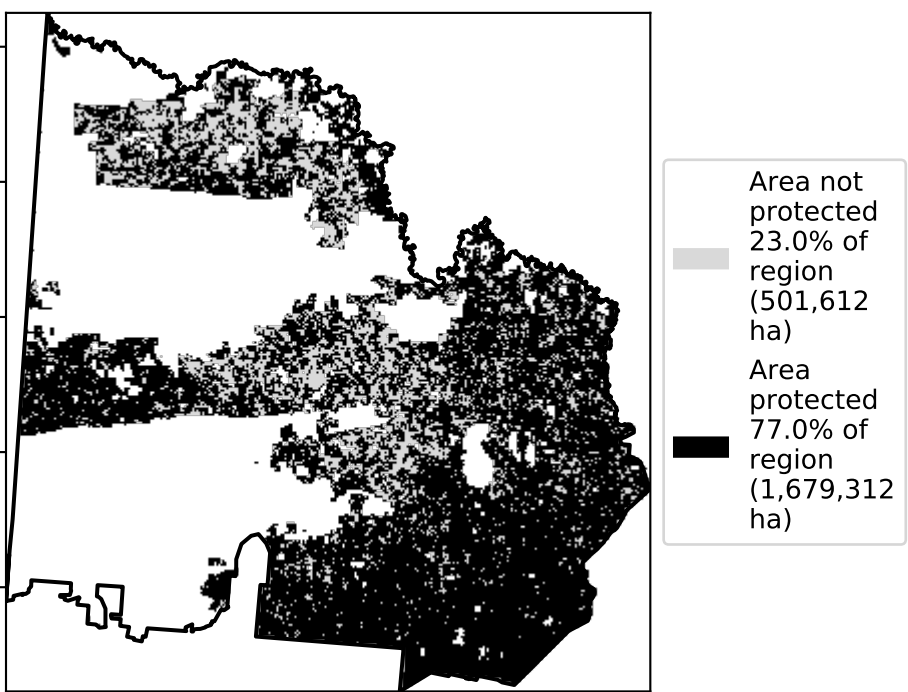 Area not
protected
23.0% of
region
(501,612
ha)
Area
protected
77.0% of
region
(1,679,312
ha)